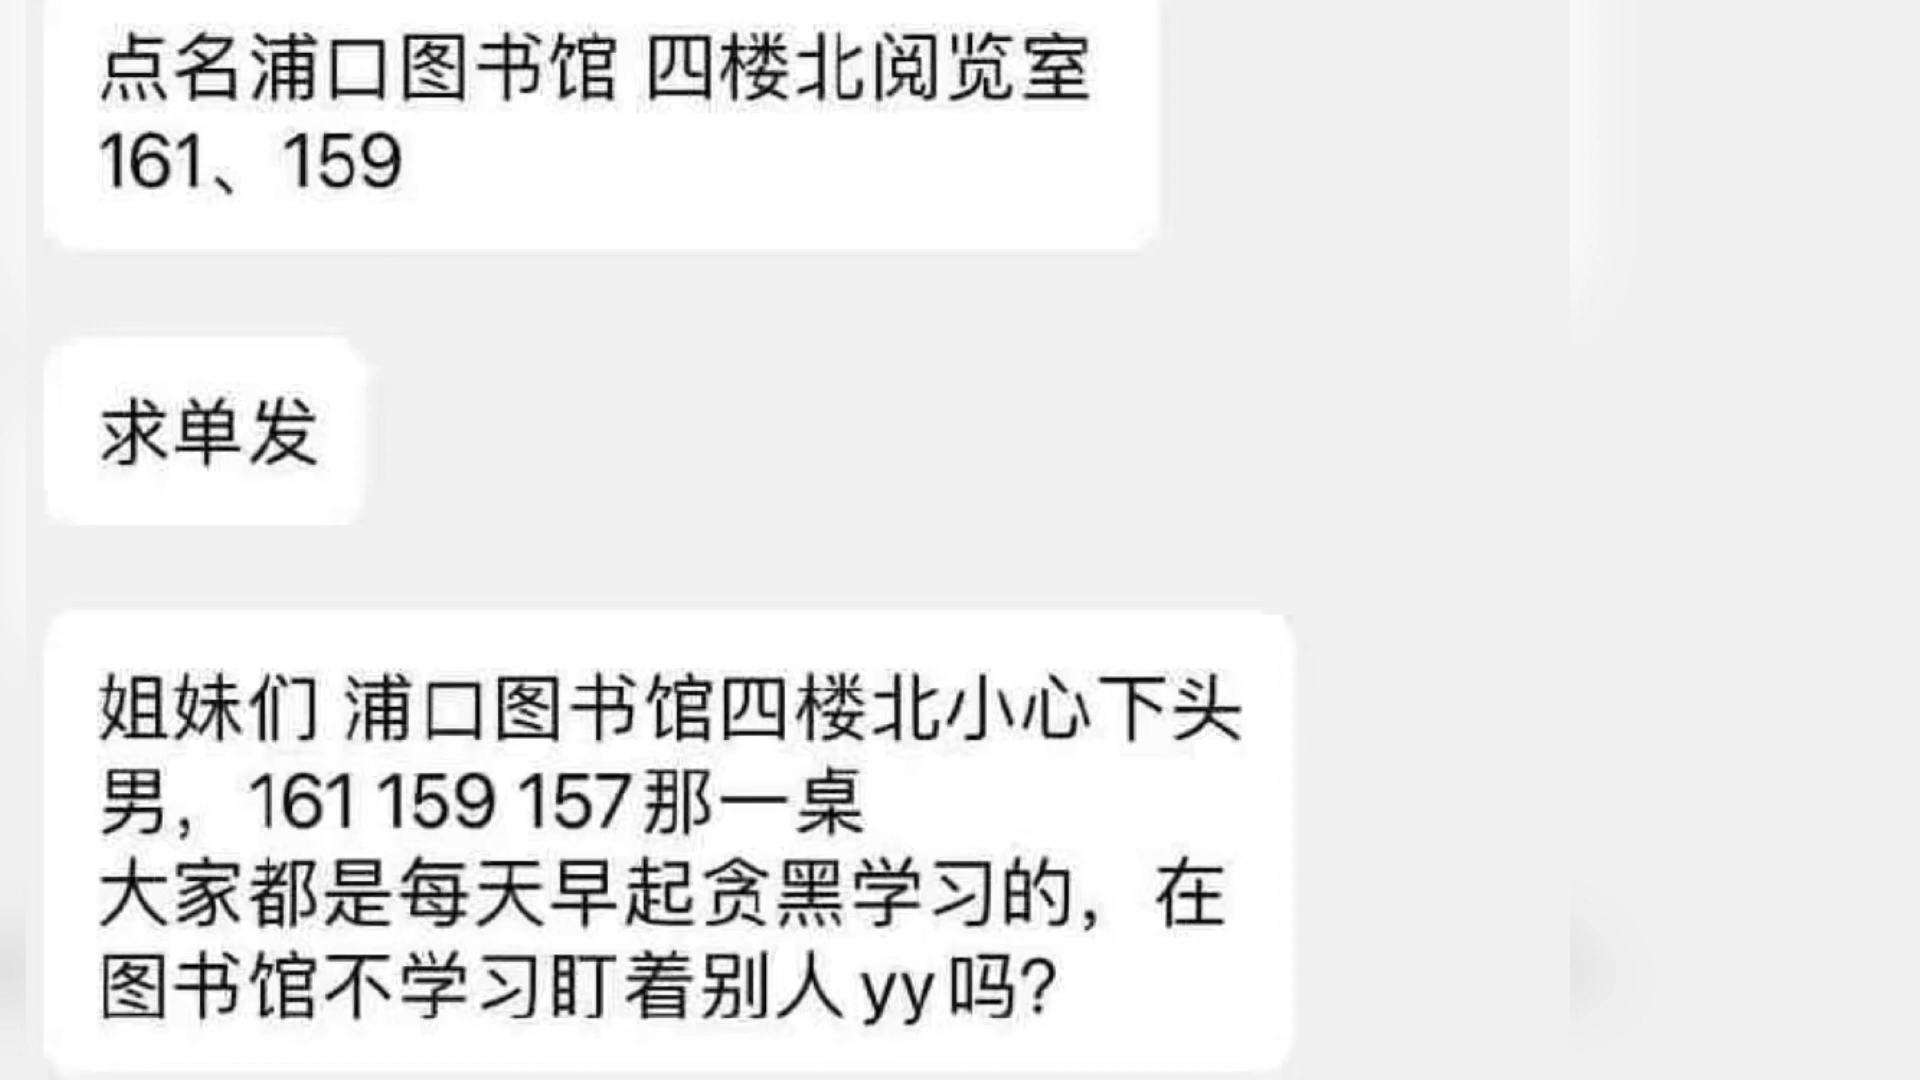 点名浦口图书馆 四楼北阅览室
161、159
求单发
姐妹们 浦口图书馆四楼北小心下头
男，161 159 157那一桌
大家都是每天早起贪黑学习的，在
图书馆不学习盯着别人yy吗？